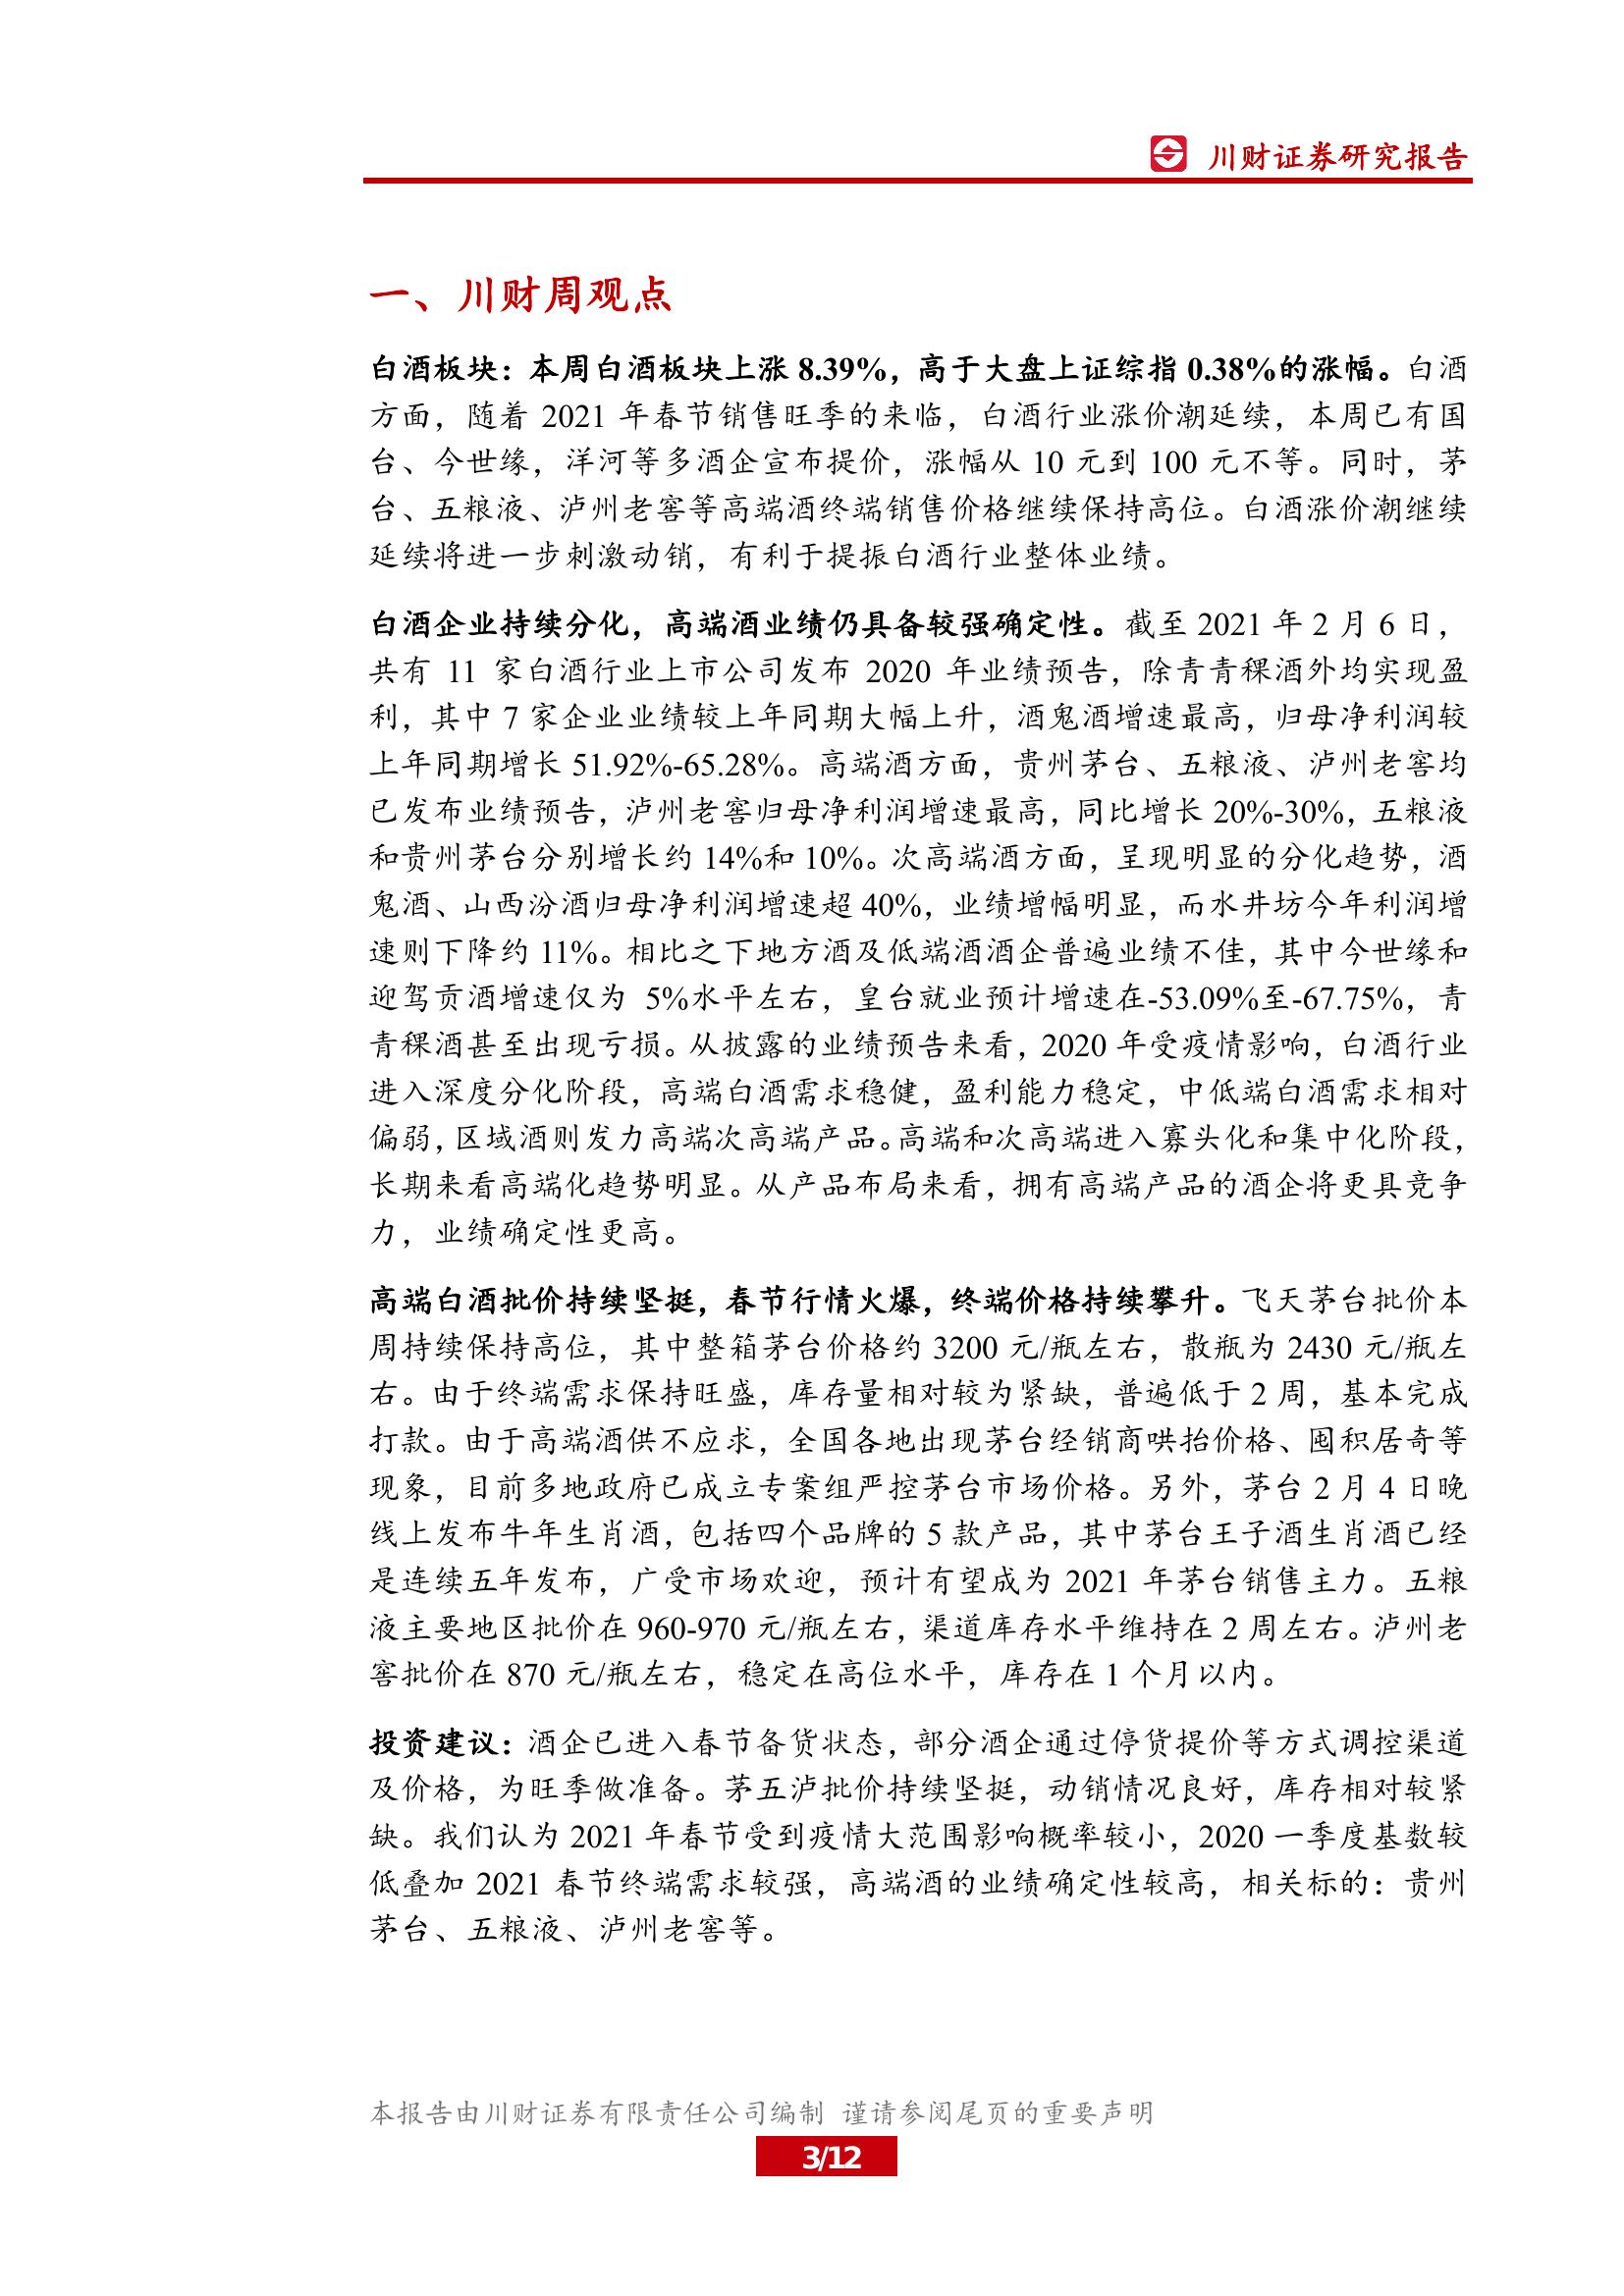 川财证券研究报告
一、川财周观点
白酒板块：本周白酒板块上涨 8.39%，高于大盘上证综指 0.38%的涨幅。白酒
方面，随着 2021 年春节销售旺季的来临，白酒行业涨价潮延续，本周已有国
台、今世缘，洋河等多酒企宣布提价，涨幅从 10 元到 100 元不等。同时，茅
台、五粮液、泸州老窖等高端酒终端销售价格继续保持高位。白酒涨价潮继续
延续将进一步刺激动销，有利于提振白酒行业整体业绩。
白酒企业持续分化，高端酒业绩仍具备较强确定性。截至 2021 年 2 月 6 日，
共有 11 家白酒行业上市公司发布 2020 年业绩预告，除青青稞酒外均实现盈
利，其中 7 家企业业绩较上年同期大幅上升，酒鬼酒增速最高，归母净利润较
上年同期增长 51.92%-65.28%。高端酒方面，贵州茅台、五粮液、泸州老窖均
已发布业绩预告，泸州老窖归母净利润增速最高，同比增长 20%-30%，五粮液
和贵州茅台分别增长约 14%和 10%。次高端酒方面，呈现明显的分化趋势，酒
鬼酒、山西汾酒归母净利润增速超 40%，业绩增幅明显，而水井坊今年利润增
速则下降约 11%。相比之下地方酒及低端酒酒企普遍业绩不佳，其中今世缘和
迎驾贡酒增速仅为 5%水平左右，皇台就业预计增速在-53.09%至-67.75%，青
青稞酒甚至出现亏损。从披露的业绩预告来看，2020 年受疫情影响，白酒行业
进入深度分化阶段，高端白酒需求稳健，盈利能力稳定，中低端白酒需求相对
偏弱，区域酒则发力高端次高端产品。高端和次高端进入寡头化和集中化阶段，
长期来看高端化趋势明显。从产品布局来看，拥有高端产品的酒企将更具竞争
力，业绩确定性更高。
高端白酒批价持续坚挺，春节行情火爆，终端价格持续攀升。飞天茅台批价本
周持续保持高位，其中整箱茅台价格约 3200 元/瓶左右，散瓶为 2430 元/瓶左
右。由于终端需求保持旺盛，库存量相对较为紧缺，普遍低于 2 周，基本完成
打款。由于高端酒供不应求，全国各地出现茅台经销商哄抬价格、囤积居奇等
现象，目前多地政府已成立专案组严控茅台市场价格。另外，茅台 2 月 4 日晚
线上发布牛年生肖酒，包括四个品牌的 5 款产品，其中茅台王子酒生肖酒已经
是连续五年发布，广受市场欢迎，预计有望成为 2021 年茅台销售主力。五粮
液主要地区批价在 960-970 元/瓶左右，渠道库存水平维持在 2 周左右。泸州老
窖批价在 870 元/瓶左右，稳定在高位水平，库存在 1 个月以内。
投资建议：酒企已进入春节备货状态，部分酒企通过停货提价等方式调控渠道
及价格，为旺季做准备。茅五泸批价持续坚挺，动销情况良好，库存相对较紧
缺。我们认为 2021 年春节受到疫情大范围影响概率较小，2020 一季度基数较
低叠加 2021 春节终端需求较强，高端酒的业绩确定性较高，相关标的：贵州
茅台、五粮液、泸州老窖等。
本报告由川财证券有限责任公司编制 谨请参阅尾页的重要声明
3/12